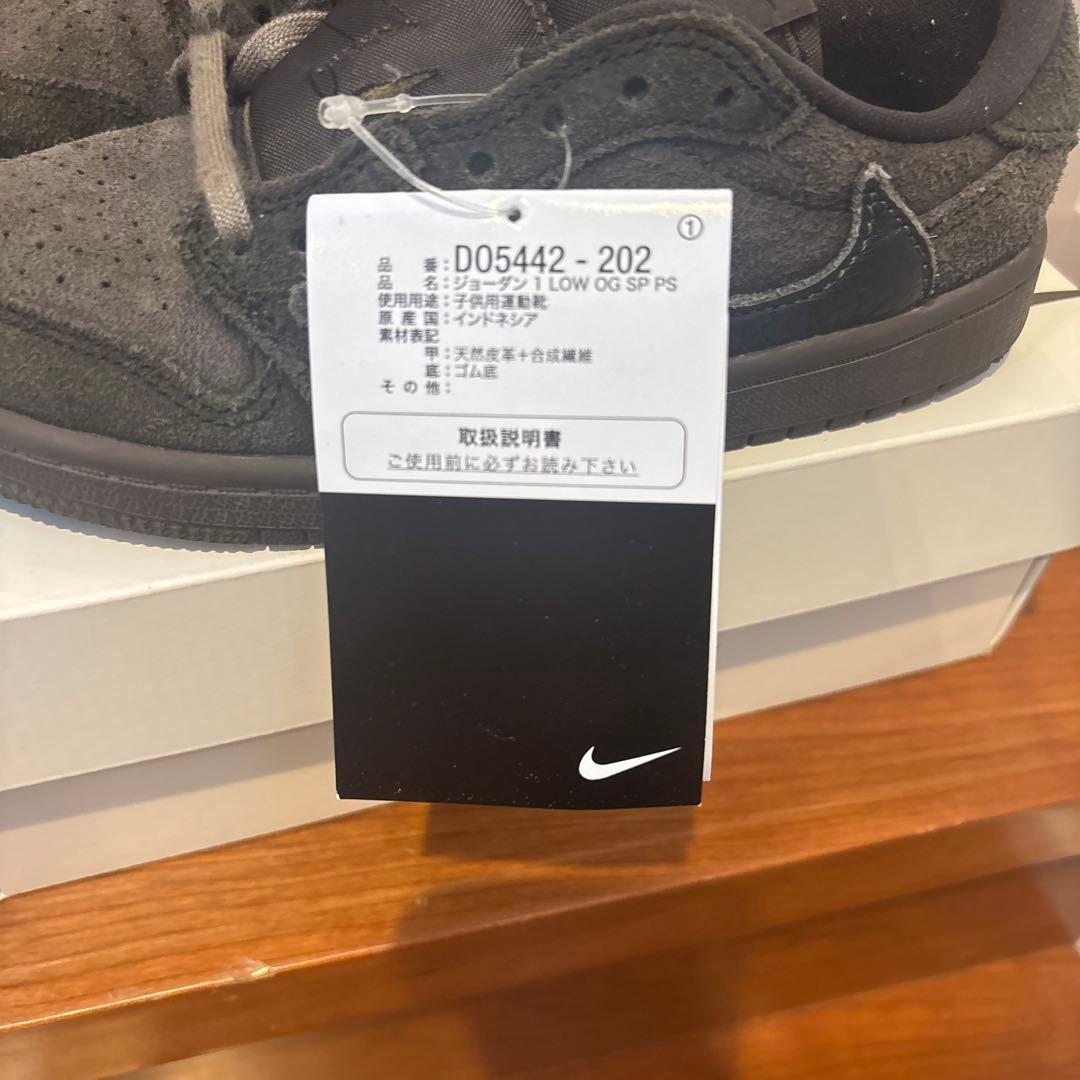 ①
品 番：DO5442 - 202
品 名：ジョーダン 1 LOW OG SP PS
使用用途：子供用運動靴
原 産 国：インドネシア
素材表記
甲：天然皮革＋合成繊維
底：ゴム底
そ の 他：
取扱説明書
ご使用前に必ずお読み下さい